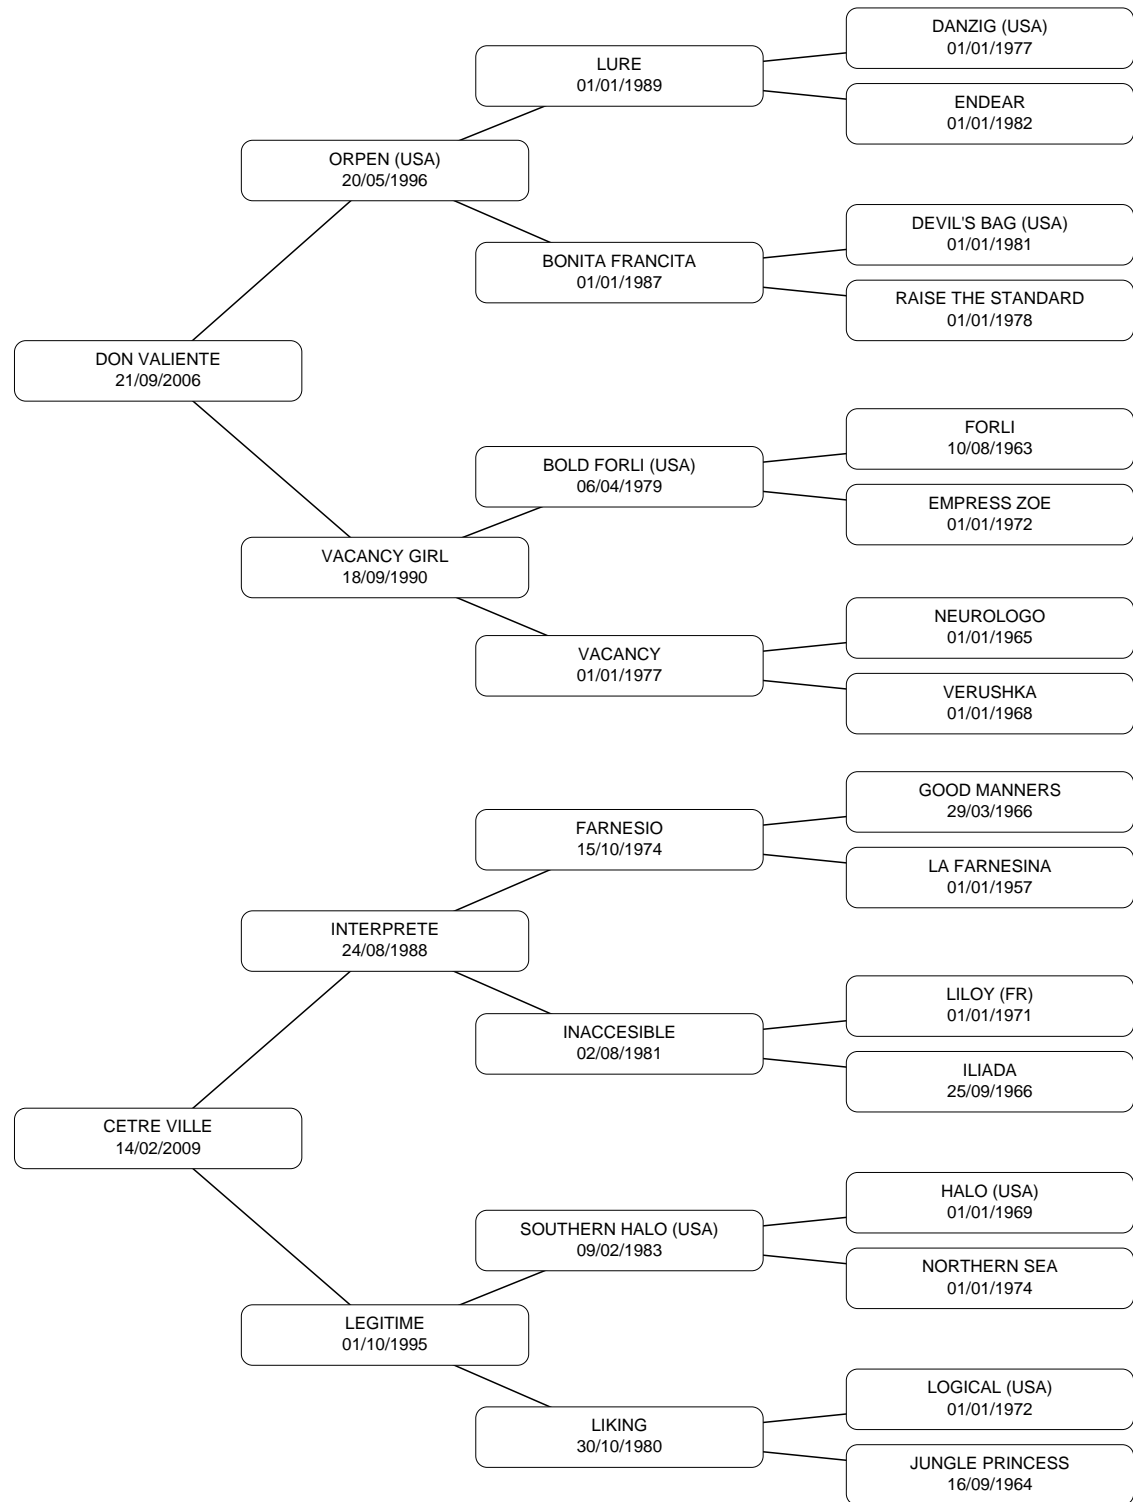 DANZIG (USA)
01/01/1977
LURE
01/01/1989
ENDEAR
01/01/1982
ORPEN (USA)
20/05/1996
DEVIL'S BAG (USA)
01/01/1981
BONITA FRANCITA
01/01/1987
RAISE THE STANDARD
01/01/1978
DON VALIENTE
21/09/2006
FORLI
10/08/1963
BOLD FORLI (USA)
06/04/1979
EMPRESS ZOE
01/01/1972
VACANCY GIRL
18/09/1990
NEUROLOGO
01/01/1965
VACANCY
01/01/1977
VERUSHKA
01/01/1968
GOOD MANNERS
29/03/1966
FARNESIO
15/10/1974
LA FARNESINA
01/01/1957
INTERPRETE
24/08/1988
LILOY (FR)
01/01/1971
INACCESIBLE
02/08/1981
ILIADA
25/09/1966
CETRE VILLE
14/02/2009
HALO (USA)
01/01/1969
SOUTHERN HALO (USA)
09/02/1983
NORTHERN SEA
01/01/1974
LEGITIME
01/10/1995
LOGICAL (USA)
01/01/1972
LIKING
30/10/1980
JUNGLE PRINCESS
16/09/1964